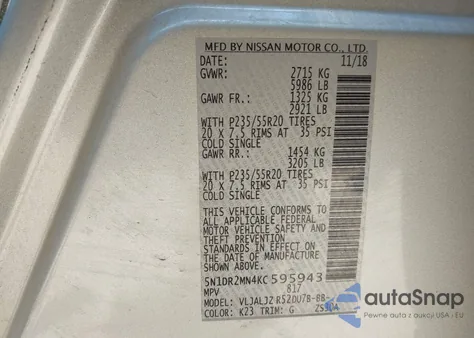 MFD BY NISSAN MOTOR CO., LTD.
DATE: 11/18
GVWR: 2715 KG
5986 LB
GAWR FR.: 1325 KG
2921 LB
WITH P235/55R20 TIRES
20 x 7.5 RIMS AT 35 PSI
COLD SINGLE
GAWR RR.: 1454 KG
3205 LB
WITH P235/55R20 TIRES
20 x 7.5 RIMS AT 35 PSI
COLD SINGLE
THIS VEHICLE CONFORMS TO
ALL APPLICABLE FEDERAL
MOTOR VEHICLE SAFETY AND
THEFT PREVENTION
STANDARDS IN EFFECT ON
THE DATE OF MANUFACTURE
SHOWN ABOVE.
5N1DR2MN4KC595943
MPV 817
MODEL: VLJALJZ
COLOR: K23 TRIM: G
autoSnap
Pewne auta z ubezpieczalni USA i EU